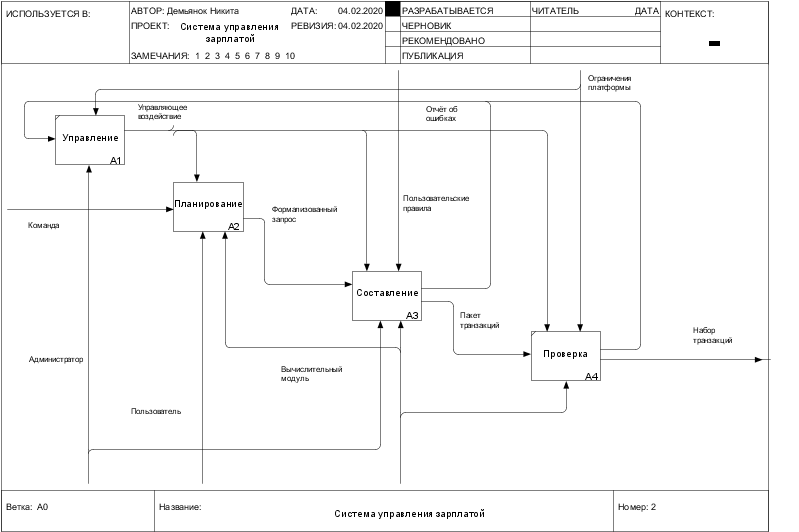 ИСПОЛЬЗУЕТСЯ В:
АВТОР: Демьянок Никита
ДАТА: 04.02.2020
РАЗРАБАТЫВАЕТСЯ
ЧИТАТЕЛЬ
ДАТА
КОНТЕКСТ:
ПРОЕКТ: Система управления
зарплатой
РЕВИЗИЯ: 04.02.2020
ЧЕРНОВИК
РЕКОМЕНДОВАНО
ЗАМЕЧАНИЯ: 1 2 3 4 5 6 7 8 9 10
ПУБЛИКАЦИЯ
Ограничения
платформы
Управляющее
воздействие
Отчёт об
ошибках
Управление
A1
Планирование
A2
Команда
Формализованный
запрос
Пользовательские
правила
Составление
A3
Пакет
транзакций
Набор
транзакций
Проверка
A4
Администратор
Вычислительный
модуль
Пользователь
Ветка: A0
Название:
Система управления зарплатой
Номер: 2